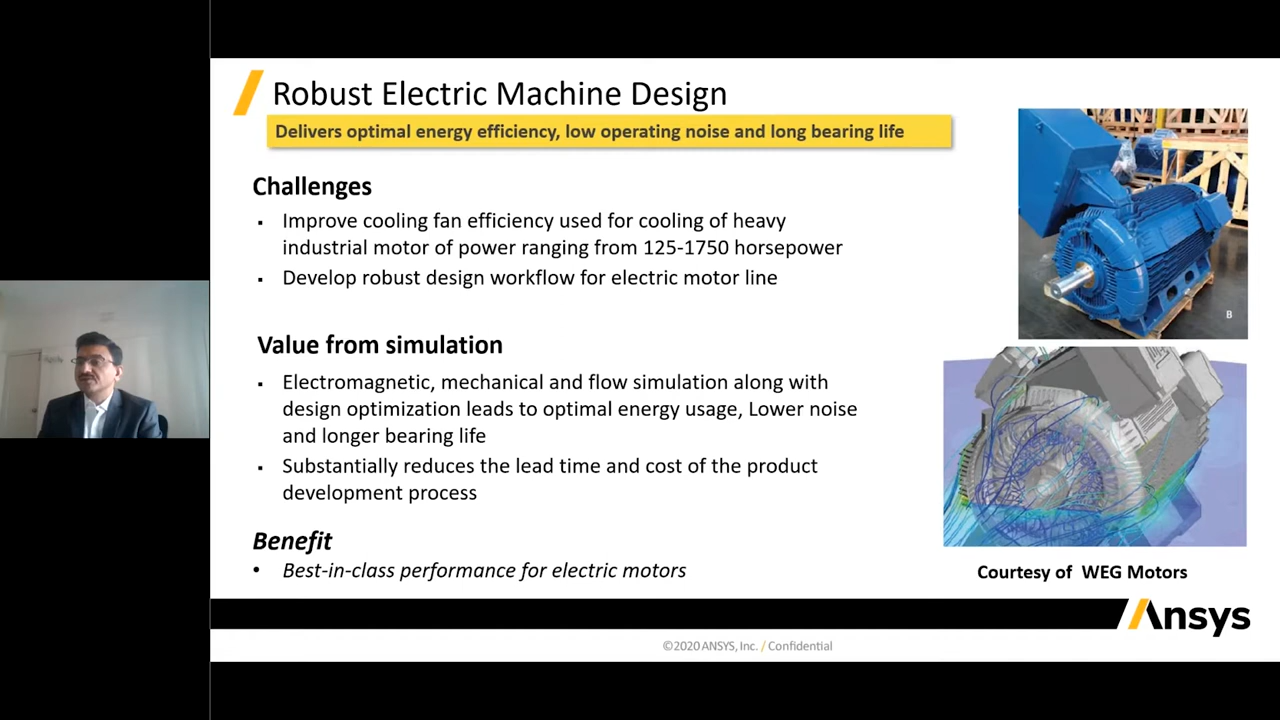 Robust Electric Machine Design
Delivers optimal energy efficiency, low operating noise and long bearing life
Challenges
▪ Improve cooling fan efficiency used for cooling of heavy
industrial motor of power ranging from 125-1750 horsepower
▪ Develop robust design workflow for electric motor line
Value from simulation
▪ Electromagnetic, mechanical and flow simulation along with
design optimization leads to optimal energy usage, Lower noise
and longer bearing life
▪ Substantially reduces the lead time and cost of the product
development process
Benefit
• Best-in-class performance for electric motors
B
Courtesy of WEG Motors
Ansys
©2020 ANSYS, Inc. / Confidential